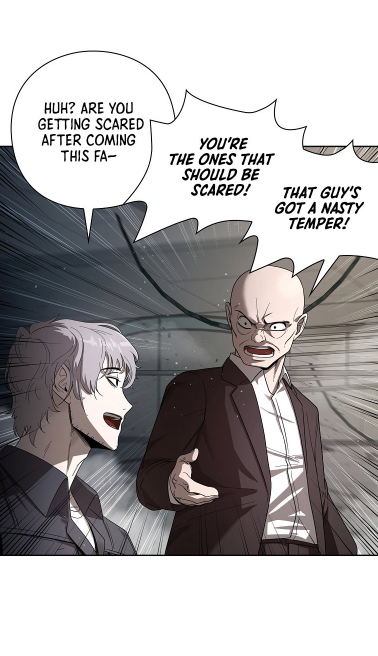 HUH? ARE YOU
GETTING SCARED
AFTER COMING
THIS FA~
YOU'RE
THE ONES THAT
SHOULD BE
SCARED!
THAT GUY'S
GOT A NASTY
TEMPER!